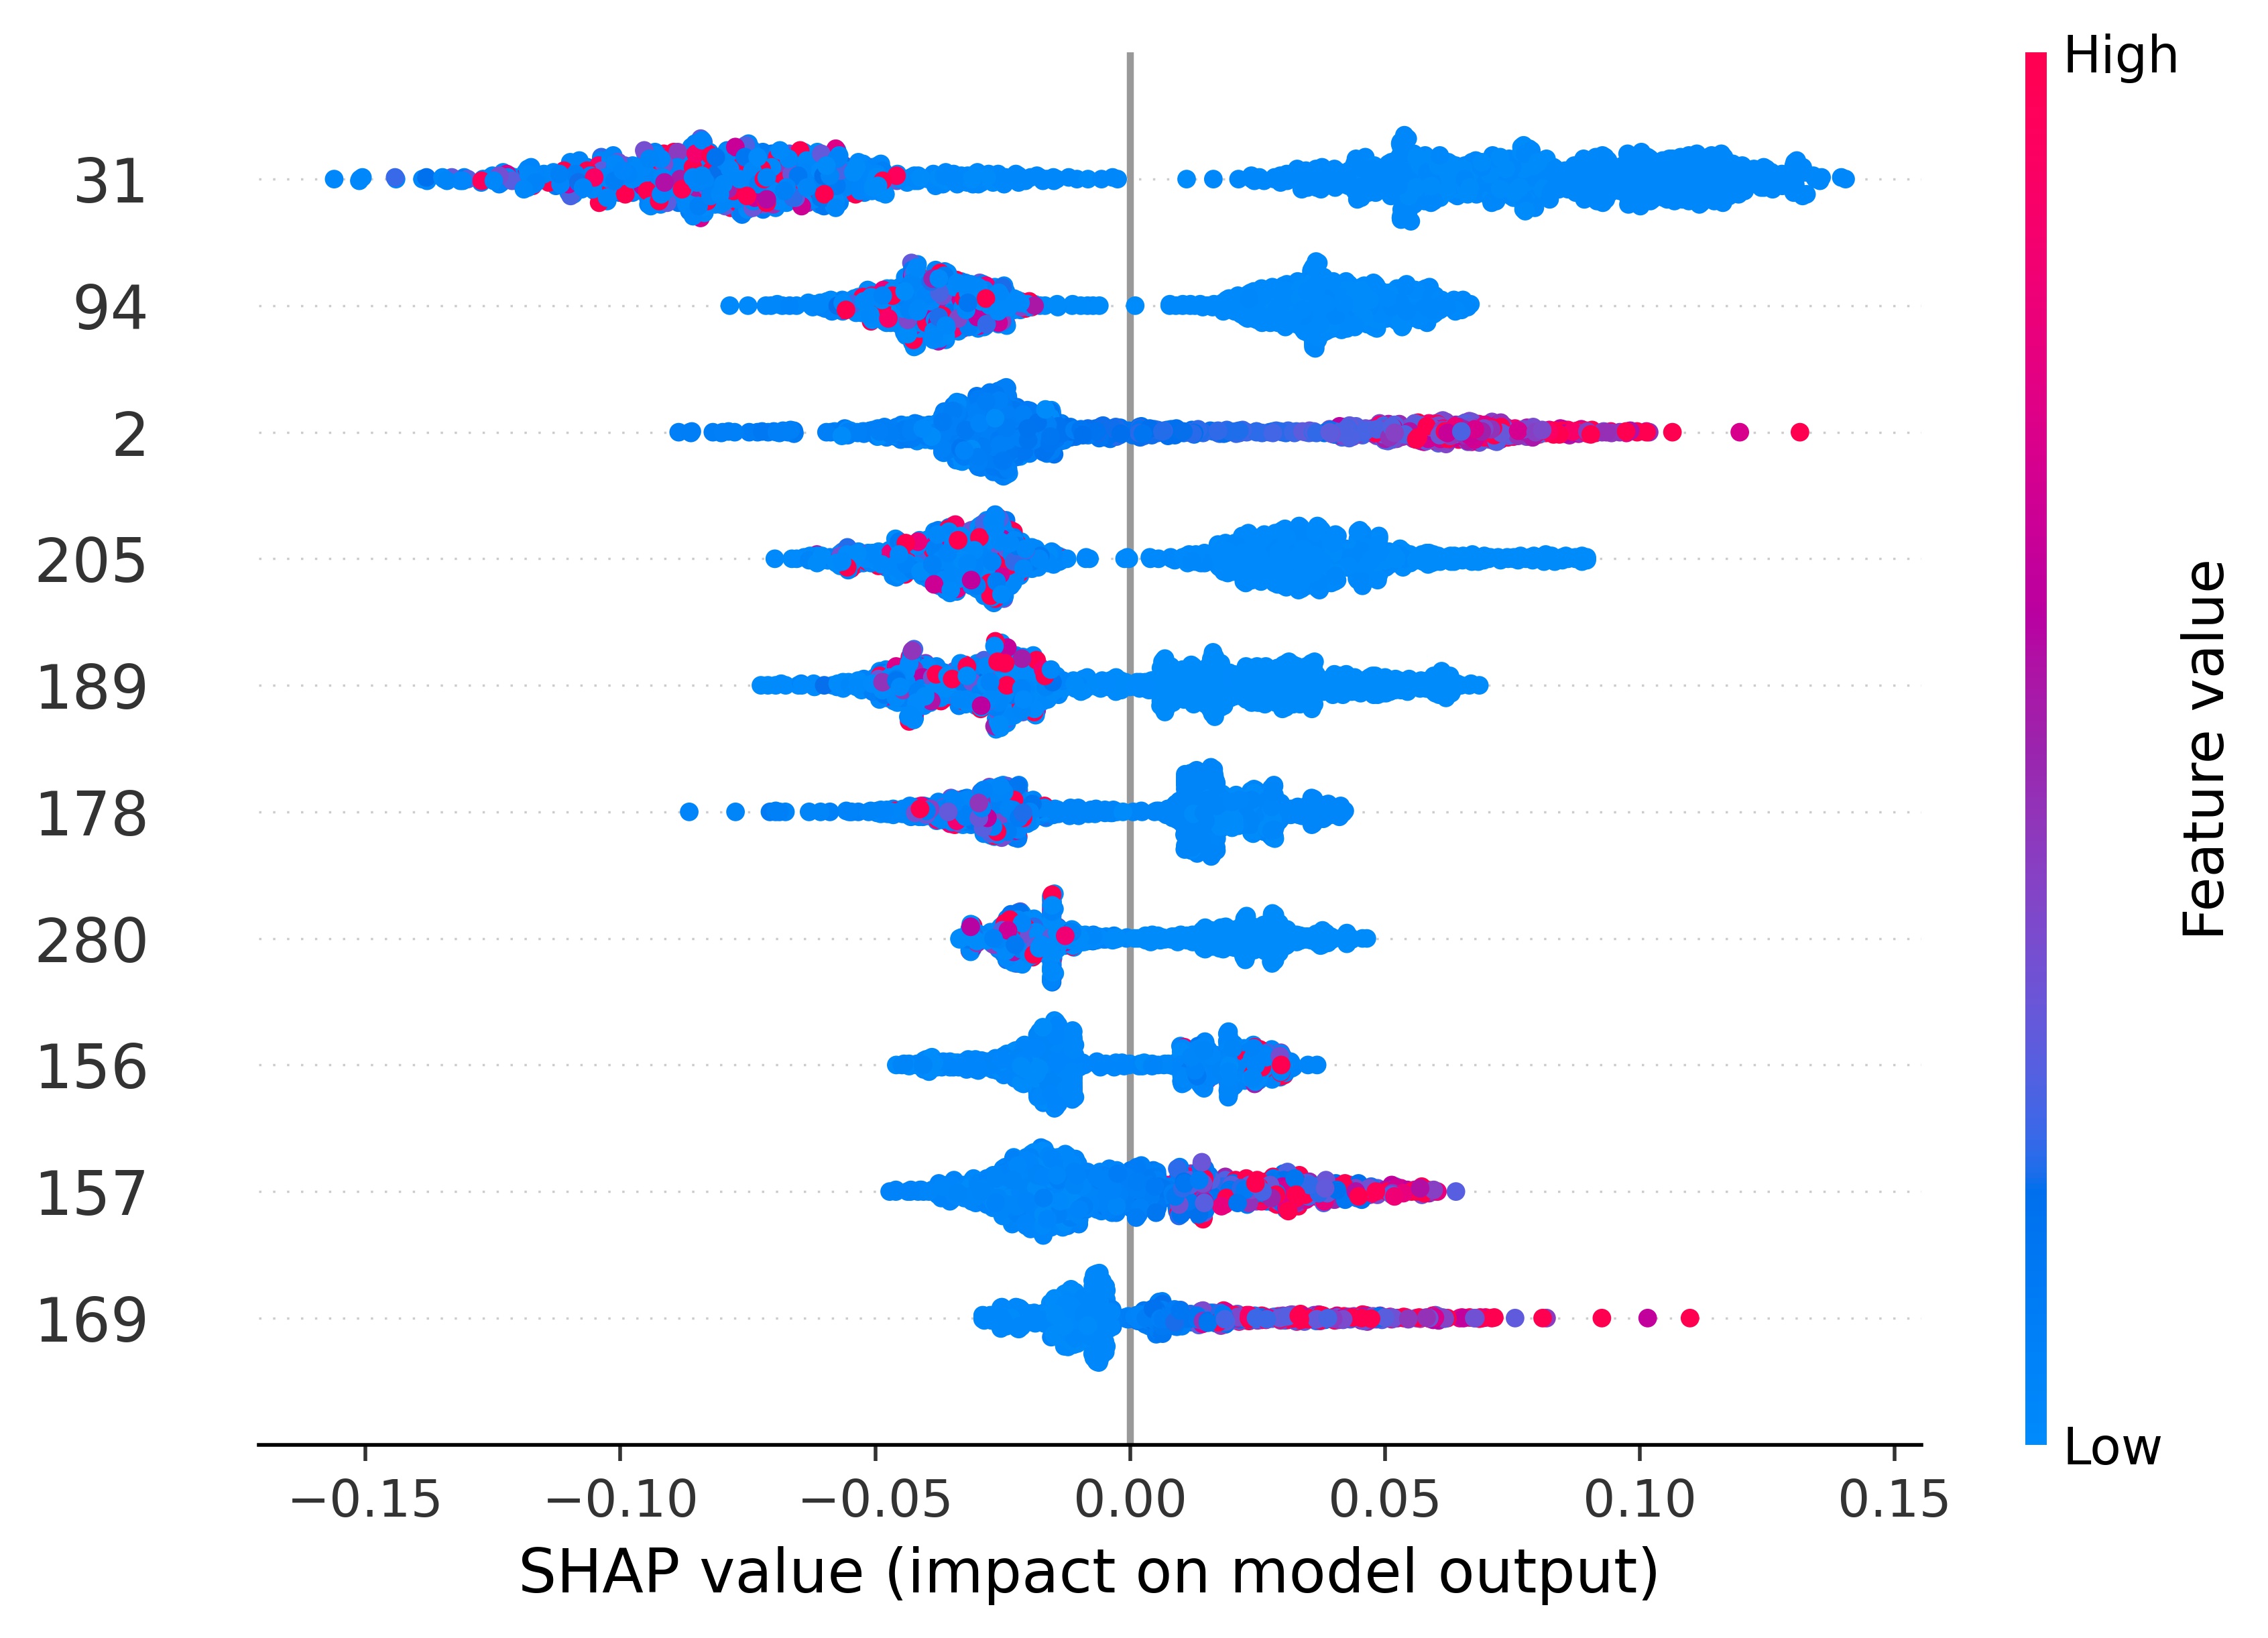 High
31
94
2
205
189
178
280
156
157
169
Feature value
Low
−0.15 −0.10 −0.05 0.00 0.05 0.10 0.15
SHAP value (impact on model output)